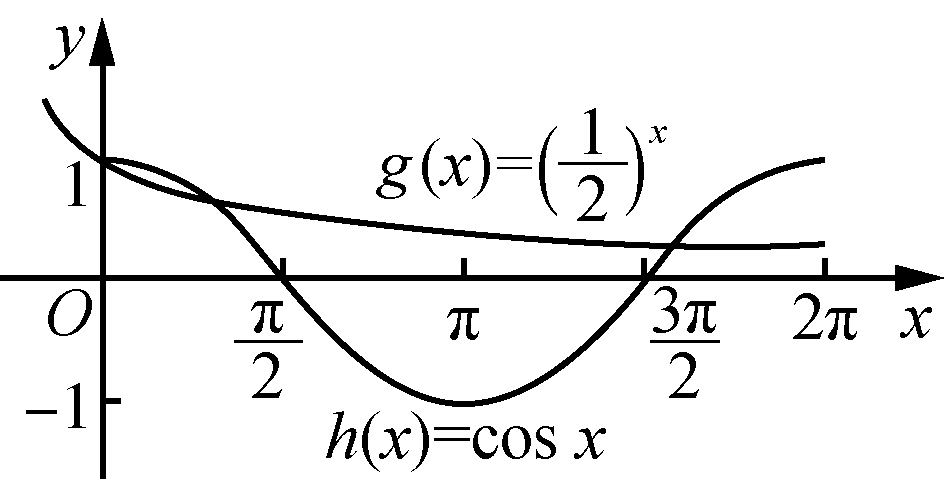 y
g(x)=(1/2)^x
1
O
π/2
π
3π/2
2π
x
−1
h(x)=cos x